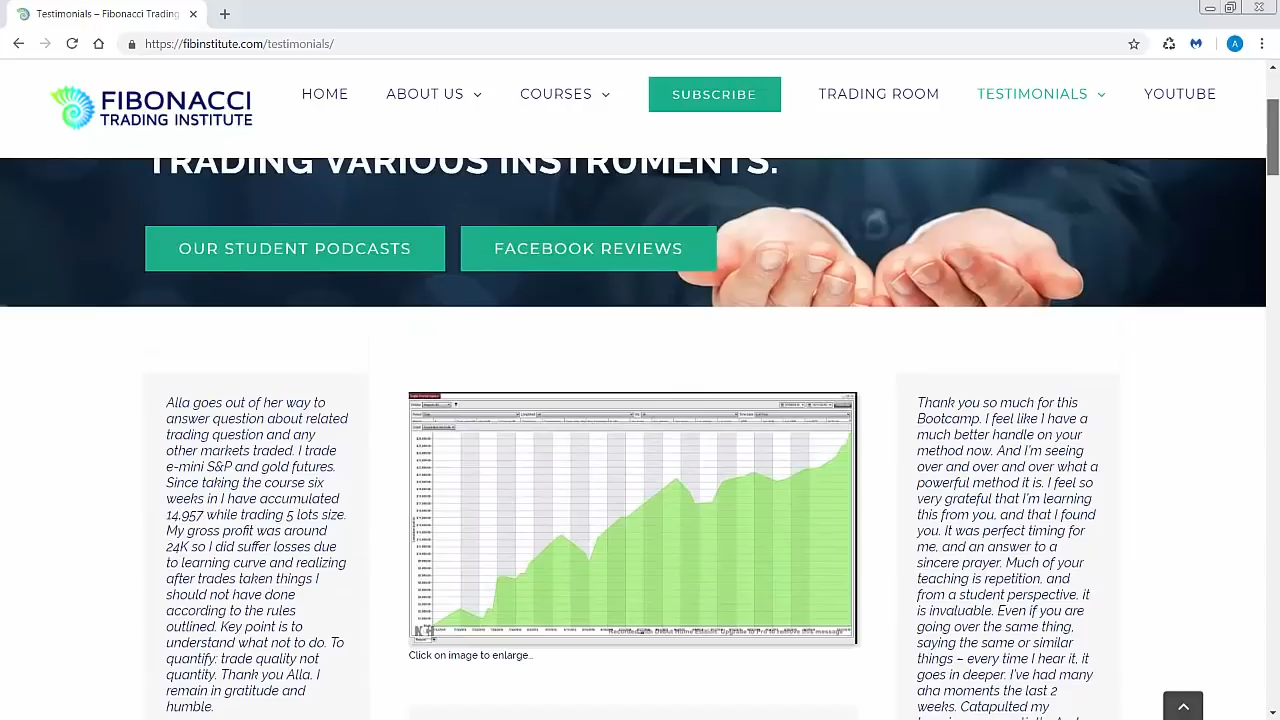 Testimonials – Fibonacci Trading
https://fibinstitute.com/testimonials/
A
FIBONACCI
TRADING INSTITUTE
HOME
ABOUT US
COURSES
SUBSCRIBE
TRADING ROOM
TESTIMONIALS
YOUTUBE
TRADING VARIOUS INSTRUMENTS.
OUR STUDENT PODCASTS
FACEBOOK REVIEWS
Alla goes out of her way to
answer question about related
trading question and any
other markets traded. I trade
e-mini S&P and gold futures.
Since taking the course six
weeks in I have accumulated
14,957 while trading 5 lots size.
My gross profit was around
24K so I did suffer losses due
to learning curve and realizing
after trades taken things I
should not have done
according to the rules
outlined. Key point is to
understand what not to do. To
quantify: trade quality not
quantity. Thank you Alla, I
remain in gratitude and
humble.
Click on image to enlarge...
Thank you so much for this
Bootcamp. I feel like I have a
much better handle on your
method now. And I'm seeing
over and over and over what a
powerful method it is. I feel so
very grateful that I'm learning
this from you, and that I found
you. It was perfect timing for
me, and an answer to a
sincere prayer. Much of your
teaching is repetition, and
from a student perspective, it
is invaluable. Even if you are
going over the same thing,
saying the same or similar
things – every time I hear it, it
goes in deeper. I've had many
aha moments the last 2
weeks. Catapulted my